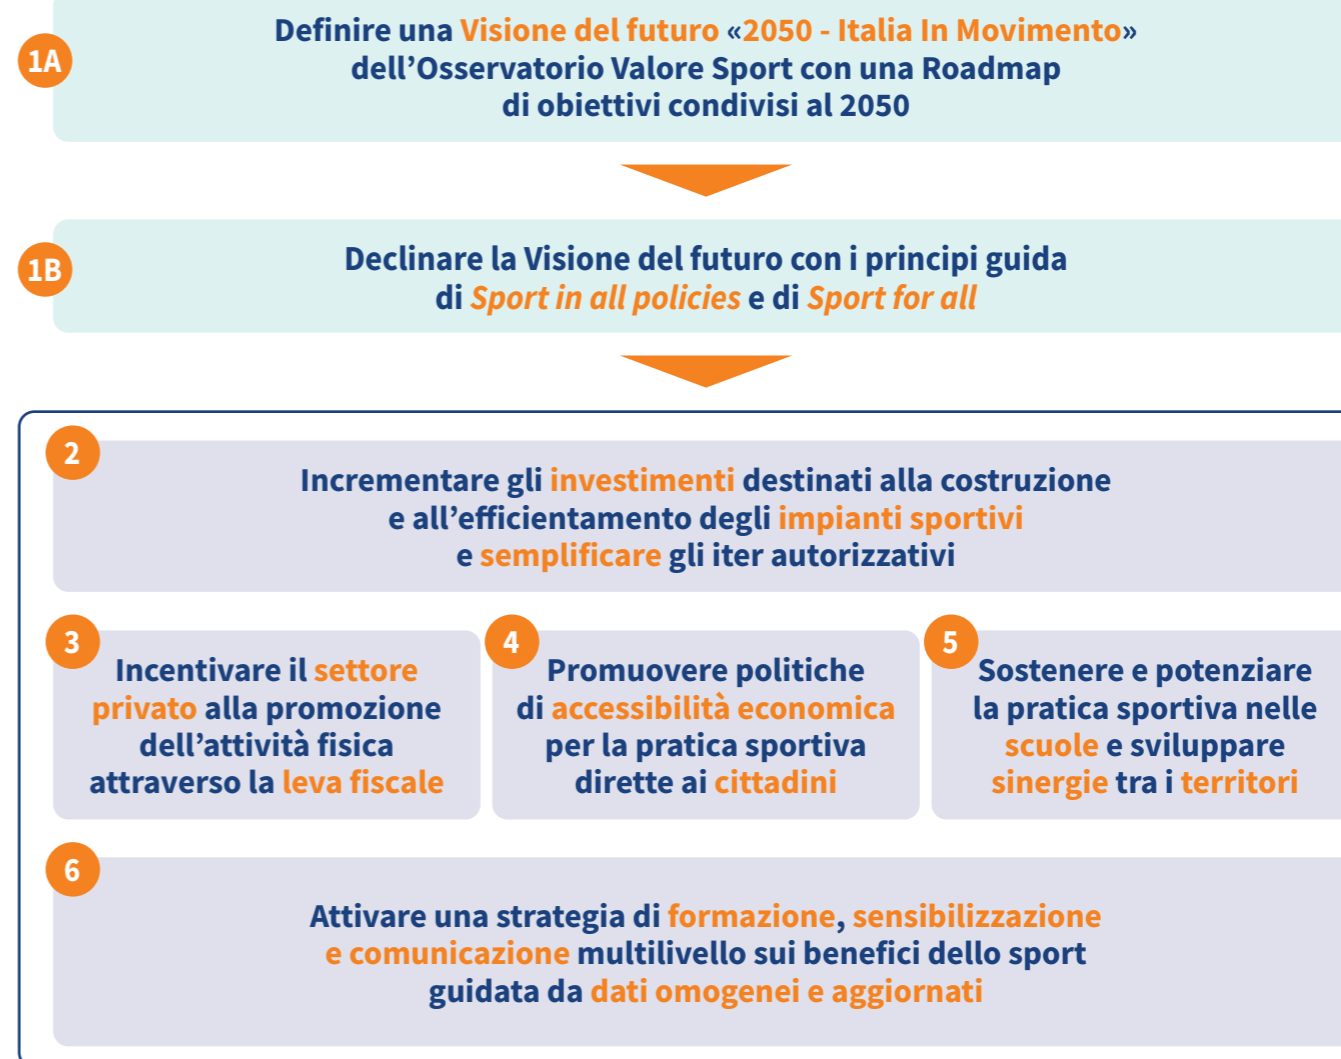 1A
Definire una Visione del futuro «2050 - Italia In Movimento»
dell’Osservatorio Valore Sport con una Roadmap
di obiettivi condivisi al 2050
1B
Declinare la Visione del futuro con i principi guida
di Sport in all policies e di Sport for all
2
Incrementare gli investimenti destinati alla costruzione
e all’efficientamento degli impianti sportivi
e semplificare gli iter autorizzativi
3
Incentivare il settore
privato alla promozione
dell’attività fisica
attraverso la leva fiscale
4
Promuovere politiche
di accessibilità economica
per la pratica sportiva
dirette ai cittadini
5
Sostenere e potenziare
la pratica sportiva nelle
scuole e sviluppare
sinergie tra i territori
6
Attivare una strategia di formazione, sensibilizzazione
e comunicazione multilivello sui benefici dello sport
guidata da dati omogenei e aggiornati